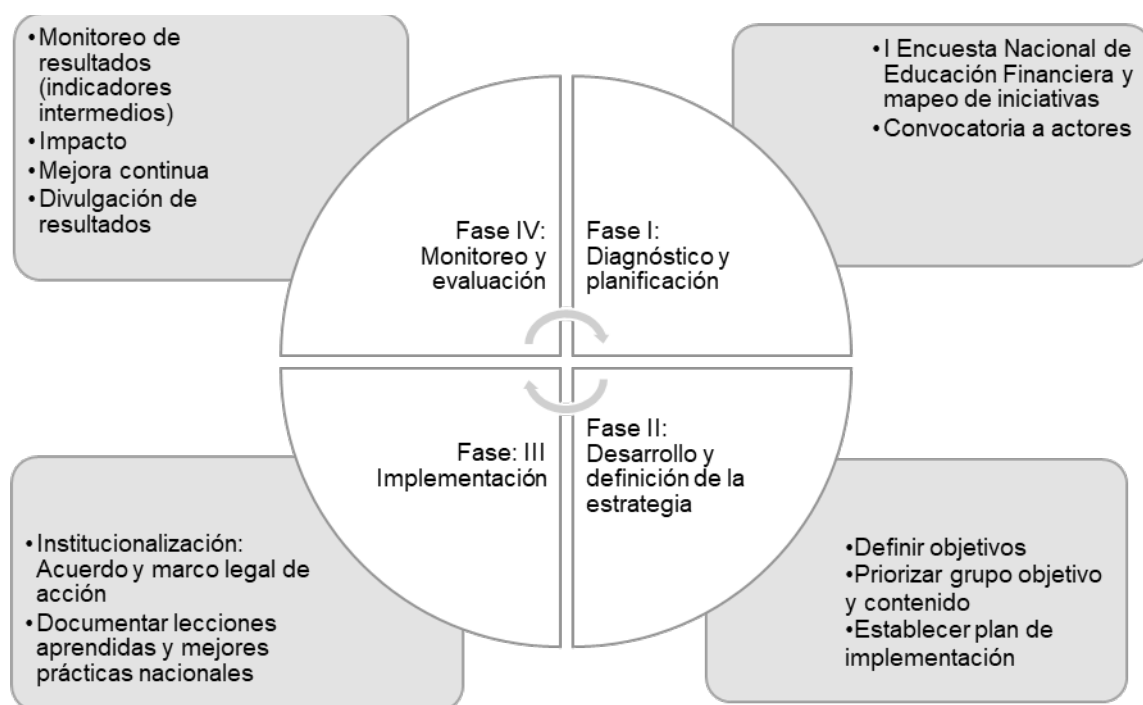 •Monitoreo de
resultados
(indicadores
intermedios)
•Impacto
•Mejora continua
•Divulgación de
resultados
•I Encuesta Nacional de
Educación Financiera y
mapeo de iniciativas
•Convocatoria a actores
Fase IV:
Monitoreo y
evaluación
Fase I:
Diagnóstico y
planificación
Fase: III
Implementación
Fase II:
Desarrollo y
definición de la
estrategia
•Institucionalización:
Acuerdo y marco legal de
acción
•Documentar lecciones
aprendidas y mejores
prácticas nacionales
•Definir objetivos
•Priorizar grupo objetivo
y contenido
•Establecer plan de
implementación